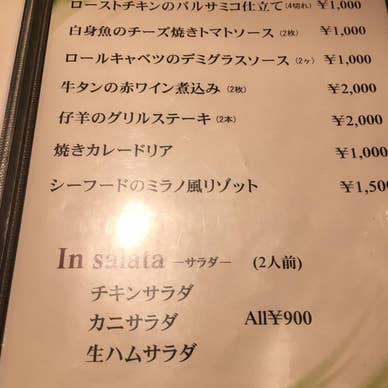 ローストチキンのバルサミコ仕立て(4切れ) ¥1,000
白身魚のチーズ焼きトマトソース(2枚) ¥1,000
ロールキャベツのデミグラスソース(2ヶ) ¥1,000
牛タンの赤ワイン煮込み(2枚) ¥2,000
仔羊のグリルステーキ(2本) ¥2,000
焼きカレードリア ¥1,000
シーフードのミラノ風リゾット ¥1,500
In salata ―サラダ― (2人前)
チキンサラダ
カニサラダ All¥900
生ハムサラダ